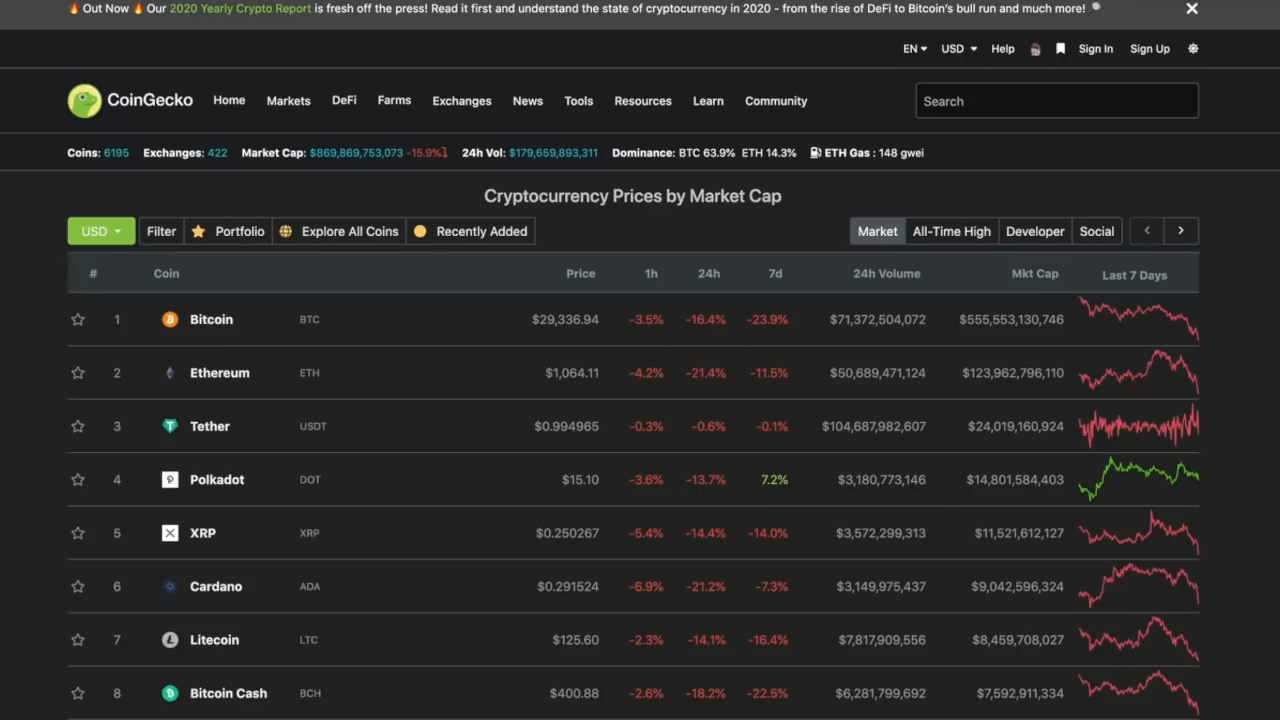 Out Now Our 2020 Yearly Crypto Report is fresh off the press! Read it first and understand the state of cryptocurrency in 2020 - from the rise of DeFi to Bitcoin's bull run and much more!
EN USD Help Sign In Sign Up
CoinGecko Home Markets DeFi Farms Exchanges News Tools Resources Learn Community Search
Coins: 6195 Exchanges: 422 Market Cap: $869,869,753,073 -15.9% 24h Vol: $179,659,893,311 Dominance: BTC 63.9% ETH 14.3% ETH Gas : 148 gwei
Cryptocurrency Prices by Market Cap
USD Filter Portfolio Explore All Coins Recently Added Market All-Time High Developer Social
# Coin Price 1h 24h 7d 24h Volume Mkt Cap Last 7 Days
1 Bitcoin BTC $29,336.94 -3.5% -16.4% -23.9% $71,372,504,072 $555,553,130,746
2 Ethereum ETH $1,064.11 -4.2% -21.4% -11.5% $50,689,471,124 $123,962,796,110
3 Tether USDT $0.994965 -0.3% -0.6% -0.1% $104,687,982,607 $24,019,160,924
4 Polkadot DOT $15.10 -3.6% -13.7% 7.2% $3,180,773,146 $14,801,584,403
5 XRP XRP $0.250267 -5.4% -14.4% -14.0% $3,572,299,313 $11,521,612,127
6 Cardano ADA $0.291524 -6.9% -21.2% -7.3% $3,149,975,437 $9,042,596,324
7 Litecoin LTC $125.60 -2.3% -14.1% -16.4% $7,817,909,556 $8,459,708,027
8 Bitcoin Cash BCH $400.88 -2.6% -18.2% -22.5% $6,281,799,692 $7,592,911,334